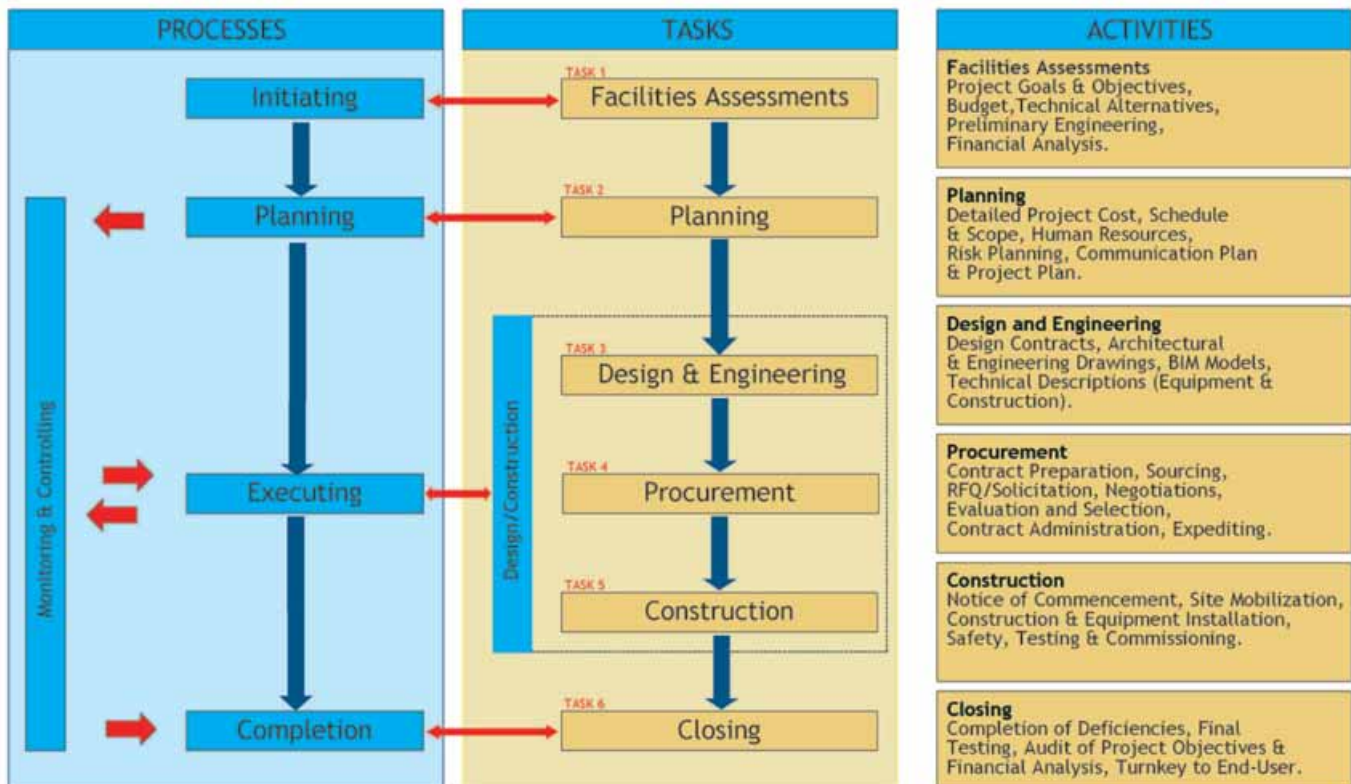 PROCESSES
Initiating
Planning
Executing
Completion
Monitoring & Controlling
TASKS
TASK 1
Facilities Assessments
TASK 2
Planning
Design/Construction
TASK 3
Design & Engineering
TASK 4
Procurement
TASK 5
Construction
TASK 6
Closing
ACTIVITIES
Facilities Assessments
Project Goals & Objectives,
Budget,Technical Alternatives,
Preliminary Engineering,
Financial Analysis.
Planning
Detailed Project Cost, Schedule
& Scope, Human Resources,
Risk Planning, Communication Plan
& Project Plan.
Design and Engineering
Design Contracts, Architectural
& Engineering Drawings, BIM Models,
Technical Descriptions (Equipment &
Construction).
Procurement
Contract Preparation, Sourcing,
RFQ/Solicitation, Negotiations,
Evaluation and Selection,
Contract Administration, Expediting.
Construction
Notice of Commencement, Site Mobilization,
Construction & Equipment Installation,
Safety, Testing & Commissioning.
Closing
Completion of Deficiencies, Final
Testing, Audit of Project Objectives &
Financial Analysis, Turnkey to End-User.